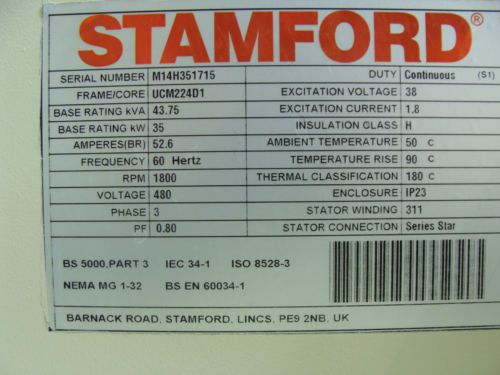 STAMFORD®
SERIAL NUMBER M14H351715 DUTY Continuous (S1)
FRAME/CORE UCM224D1 EXCITATION VOLTAGE 38
BASE RATING kVA 43.75 EXCITATION CURRENT 1.8
BASE RATING kW 35 INSULATION CLASS H
AMPERES(BR) 52.6 AMBIENT TEMPERATURE 50 C
FREQUENCY 60 Hertz TEMPERATURE RISE 90 C
RPM 1800 THERMAL CLASSIFICATION 180 C
VOLTAGE 480 ENCLOSURE IP23
PHASE 3 STATOR WINDING 311
PF 0.80 STATOR CONNECTION Series Star
BS 5000,PART 3 IEC 34-1 ISO 8528-3
NEMA MG 1-32 BS EN 60034-1
BARNACK ROAD, STAMFORD, LINCS, PE9 2NB, UK